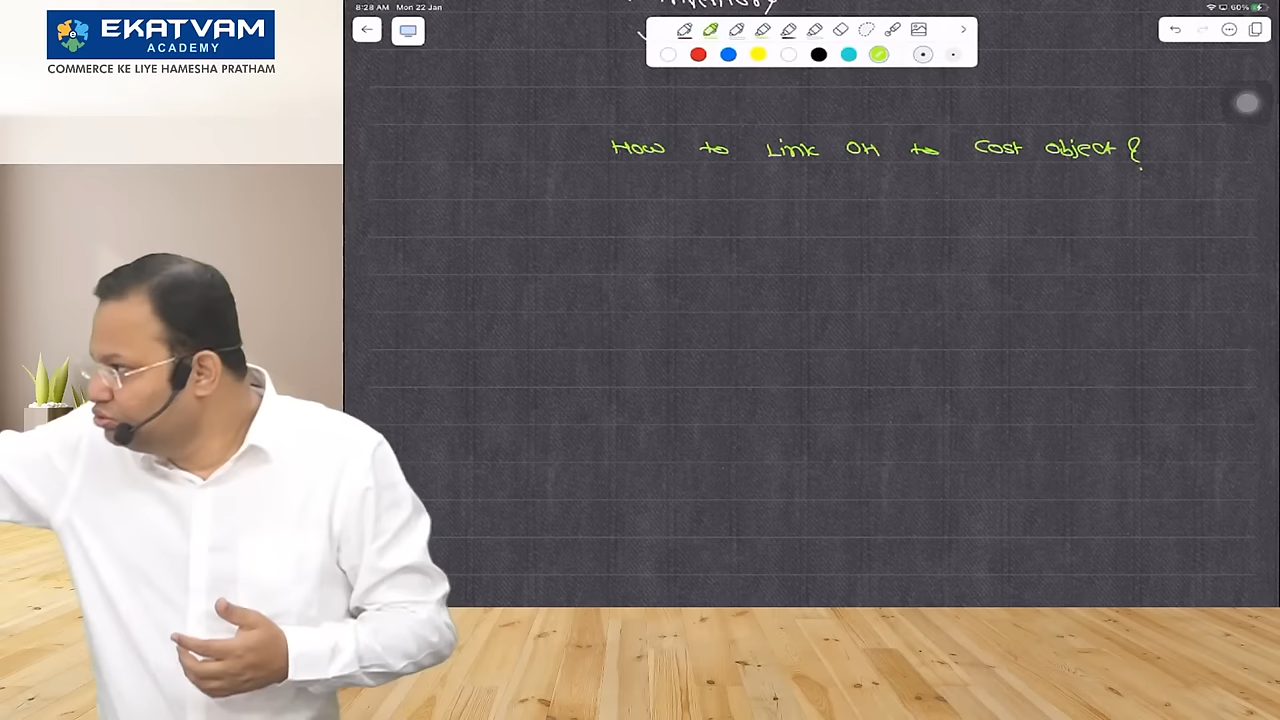 EKATVAM
ACADEMY
COMMERCE KE LIYE HAMESHA PRATHAM
8:28 AM Mon 22 Jan
60%
How to Link OH to Cost object ?